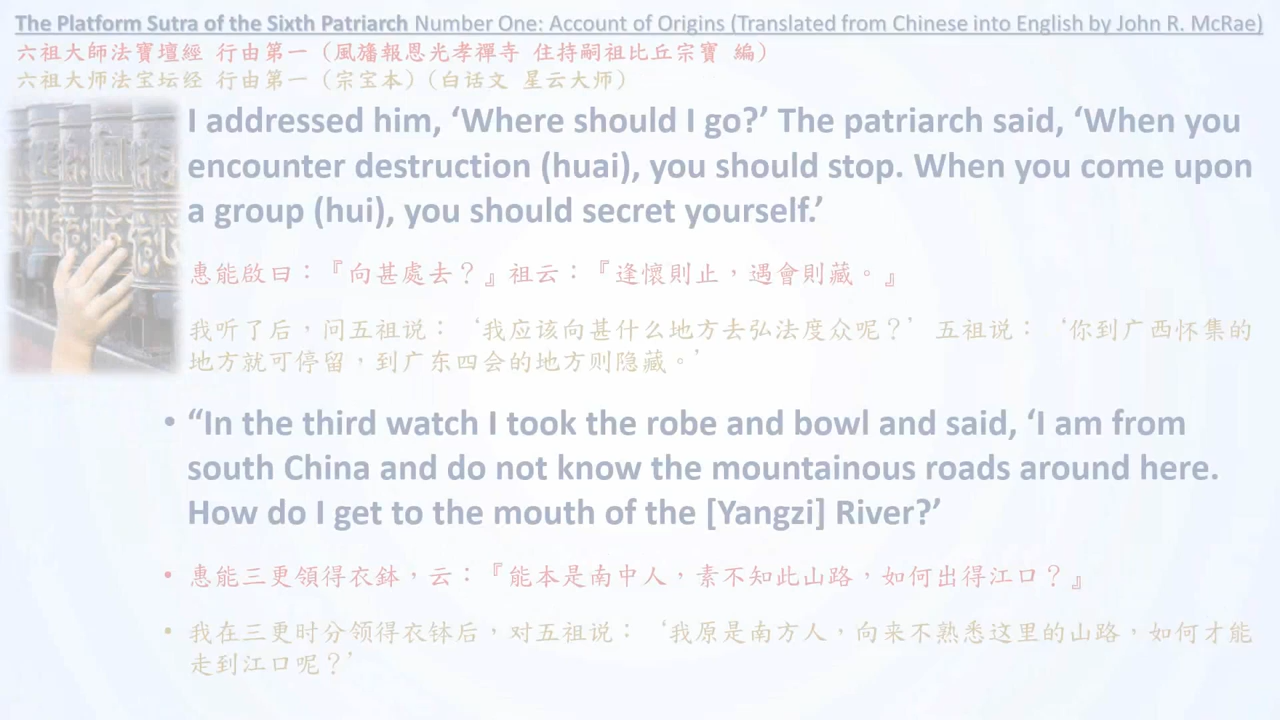 The Platform Sutra of the Sixth Patriarch Number One: Account of Origins (Translated from Chinese into English by John R. McRae)
六祖大師法寶壇經 行由第一 (風旛報恩光孝禪寺 住持嗣祖比丘宗寶 編)
六祖大师法宝坛经 行由第一 (宗宝本) (白话文 星云大师)
I addressed him, ‘Where should I go?’ The patriarch said, ‘When you
encounter destruction (huai), you should stop. When you come upon
a group (hui), you should secret yourself.’
惠能啟曰：『向甚處去？』祖云：『逢懷則止，遇會則藏。』
我听了后，问五祖说：‘我应该向甚什么地方去弘法度众呢？’五祖说：‘你到广西怀集的
地方就可停留，到广东四会的地方则隐藏。’
• “In the third watch I took the robe and bowl and said, ‘I am from
south China and do not know the mountainous roads around here.
How do I get to the mouth of the [Yangzi] River?’
• 惠能三更領得衣鉢，云：『能本是南中人，素不知此山路，如何出得江口？』
• 我在三更时分领得衣钵后，对五祖说：‘我原是南方人，向来不熟悉这里的山路，如何才能
走到江口呢？’